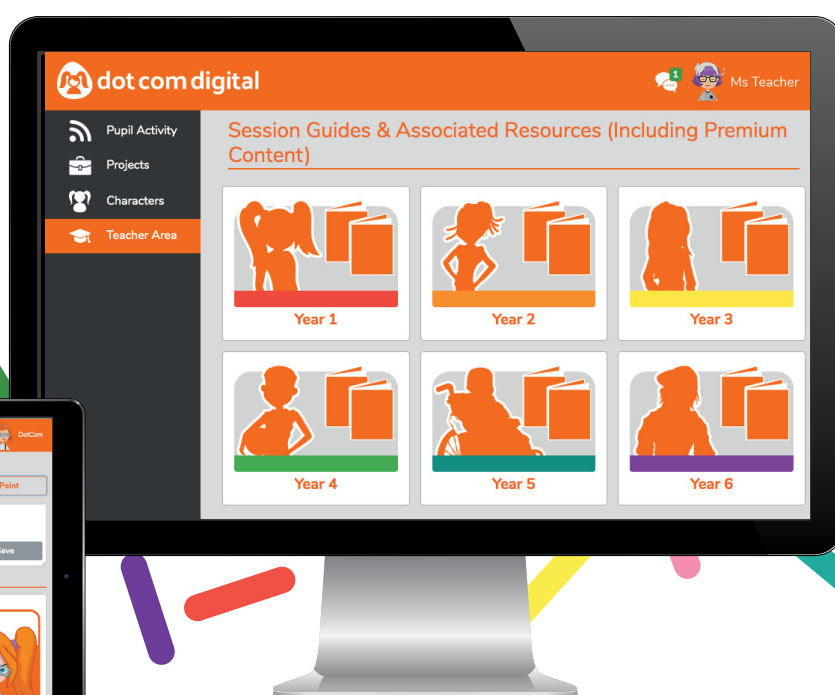 dot com digital
1
Ms Teacher
Pupil Activity
Projects
Characters
Teacher Area
Session Guides & Associated Resources (Including Premium
Content)
Year 1
Year 2
Year 3
Year 4
Year 5
Year 6
DotCom
Paint